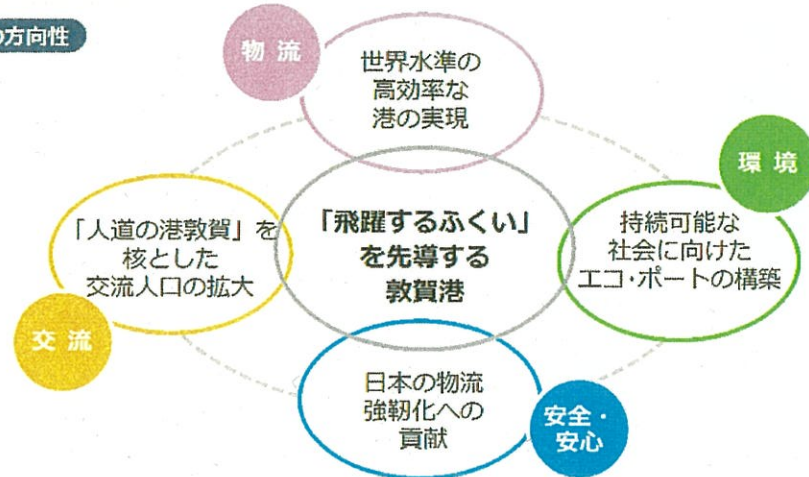 の方向性
物流
世界水準の
高効率な
港の実現
環境
持続可能な
社会に向けた
エコ・ポートの構築
「飛躍するふくい」
を先導する
敦賀港
「人道の港敦賀」を
核とした
交流人口の拡大
交流
日本の物流
強靭化への
貢献
安全・
安心